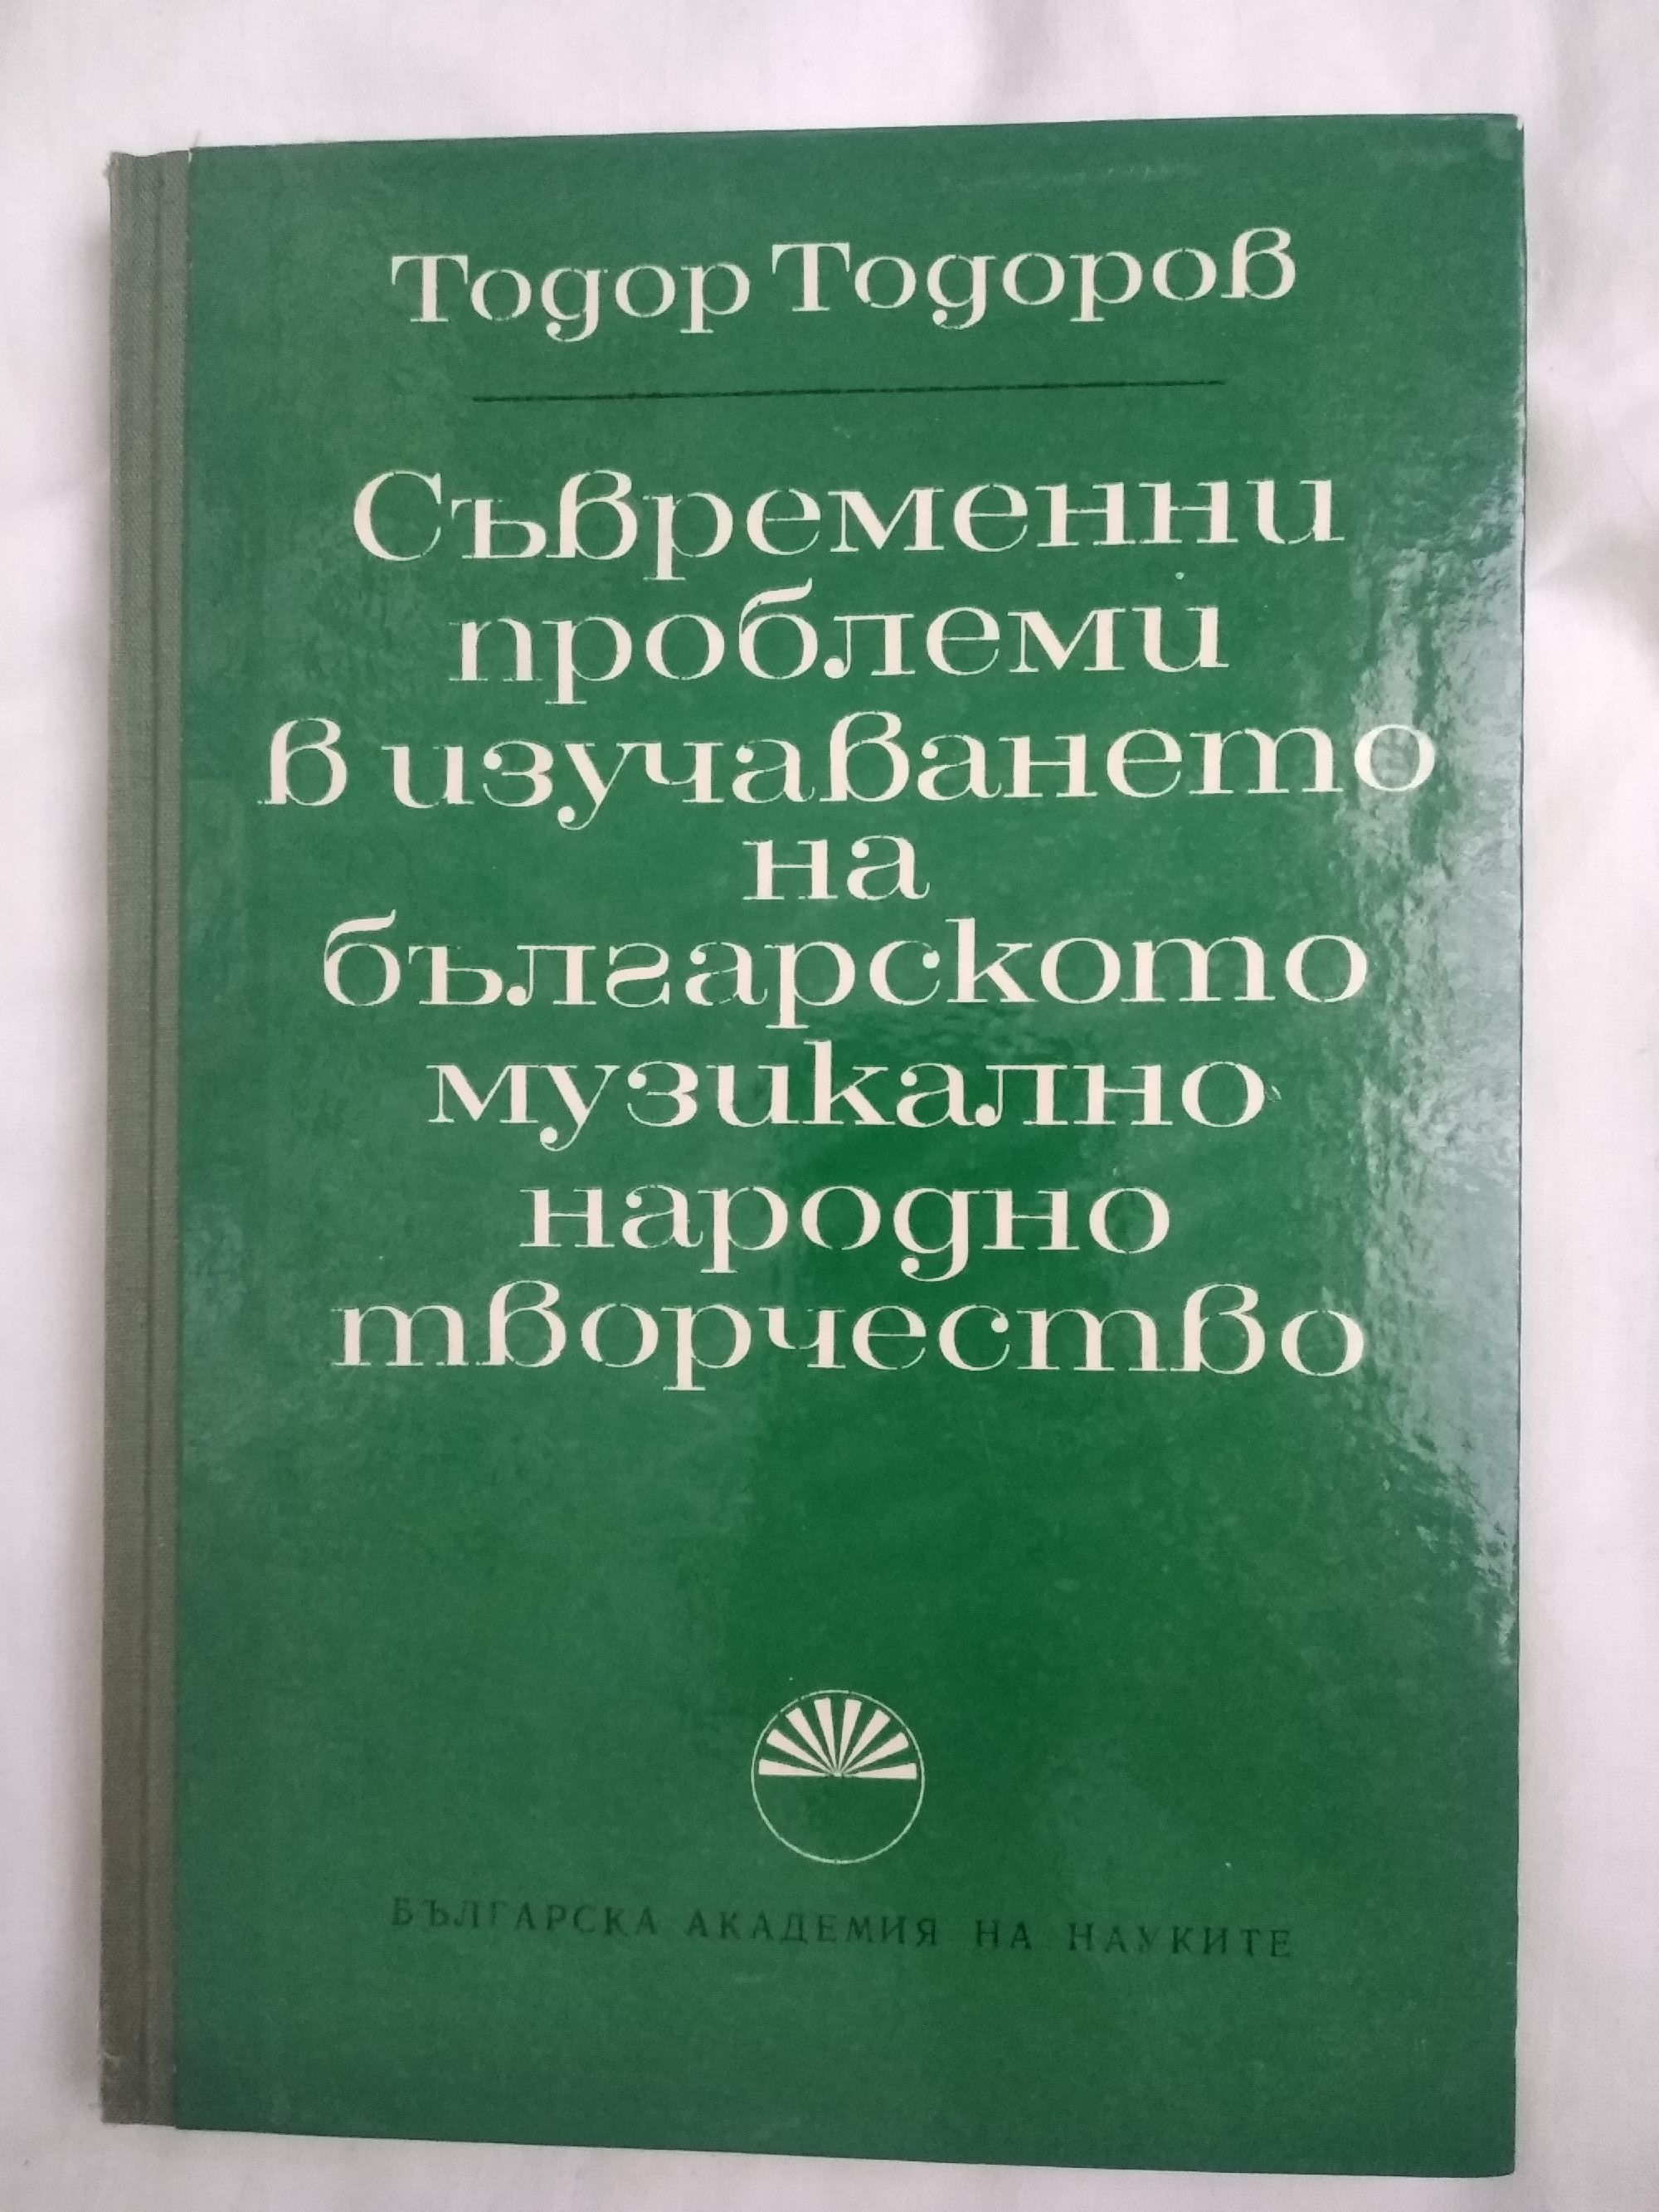 Тодор Тодоров
Съвременни
проблеми
в изучаването
на
българското
музикално
народно
творчество
БЪЛГАРСКА АКАДЕМИЯ НА НАУКИТЕ